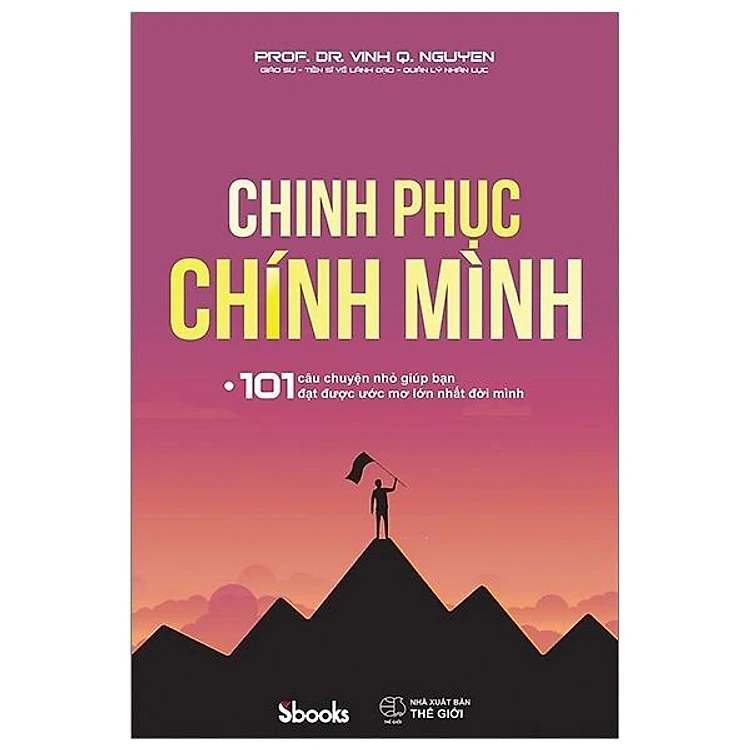 PROF. DR. VINH Q. NGUYEN
GIÁO SƯ - TIẾN SĨ VỀ LÃNH ĐẠO - QUẢN LÝ NHÂN LỰC
CHINH PHỤC
CHÍNH MÌNH
• 101 câu chuyện nhỏ giúp bạn
đạt được ước mơ lớn nhất đời mình
Sbooks
THẾ GIỚI
NHÀ XUẤT BẢN
THẾ GIỚI